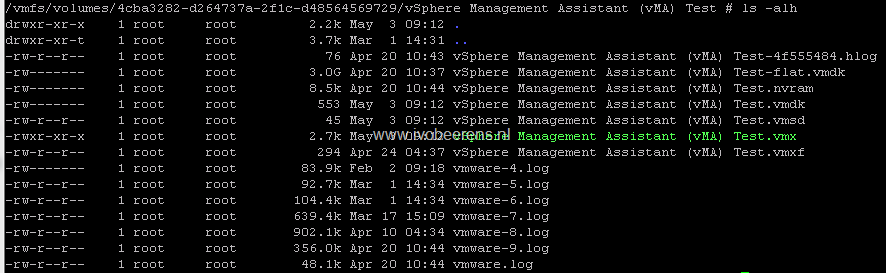 /vmfs/volumes/4cba3282-d264737a-2f1c-d48564569729/vSphere Management Assistant (vMA) Test # ls -alh
drwxr-xr-x 1 root root 2.2k May 3 09:12 .
drwxr-xr-t 1 root root 3.7k Mar 1 14:31 ..
-rw-r--r-- 1 root root 76 Apr 20 10:43 vSphere Management Assistant (vMA) Test-4f555484.hlog
-rw------- 1 root root 3.0G Apr 20 10:37 vSphere Management Assistant (vMA) Test-flat.vmdk
-rw------- 1 root root 8.5k Apr 20 10:44 vSphere Management Assistant (vMA) Test.nvram
-rw------- 1 root root 553 May 3 09:12 vSphere Management Assistant (vMA) Test.vmdk
-rw-r--r-- 1 root root 45 May 3 09:12 vSphere Management Assistant (vMA) Test.vmsd
-rwxr-xr-x 1 root root 2.7k May Management Assistant (vMA) Test.vmx
www.ivobeerens.nl
-rw-r--r-- 1 root root 294 Apr 24 04:37 vSphere Management Assistant (vMA) Test.vmxf
-rw-r--r-- 1 root root 83.9k Feb 2 09:18 vmware-4.log
-rw-r--r-- 1 root root 92.7k Mar 1 14:34 vmware-5.log
-rw-r--r-- 1 root root 104.4k Mar 1 14:34 vmware-6.log
-rw-r--r-- 1 root root 639.4k Mar 17 15:09 vmware-7.log
-rw-r--r-- 1 root root 902.1k Apr 10 04:34 vmware-8.log
-rw-r--r-- 1 root root 356.0k Apr 20 10:44 vmware-9.log
-rw-r--r-- 1 root root 48.1k Apr 20 10:44 vmware.log